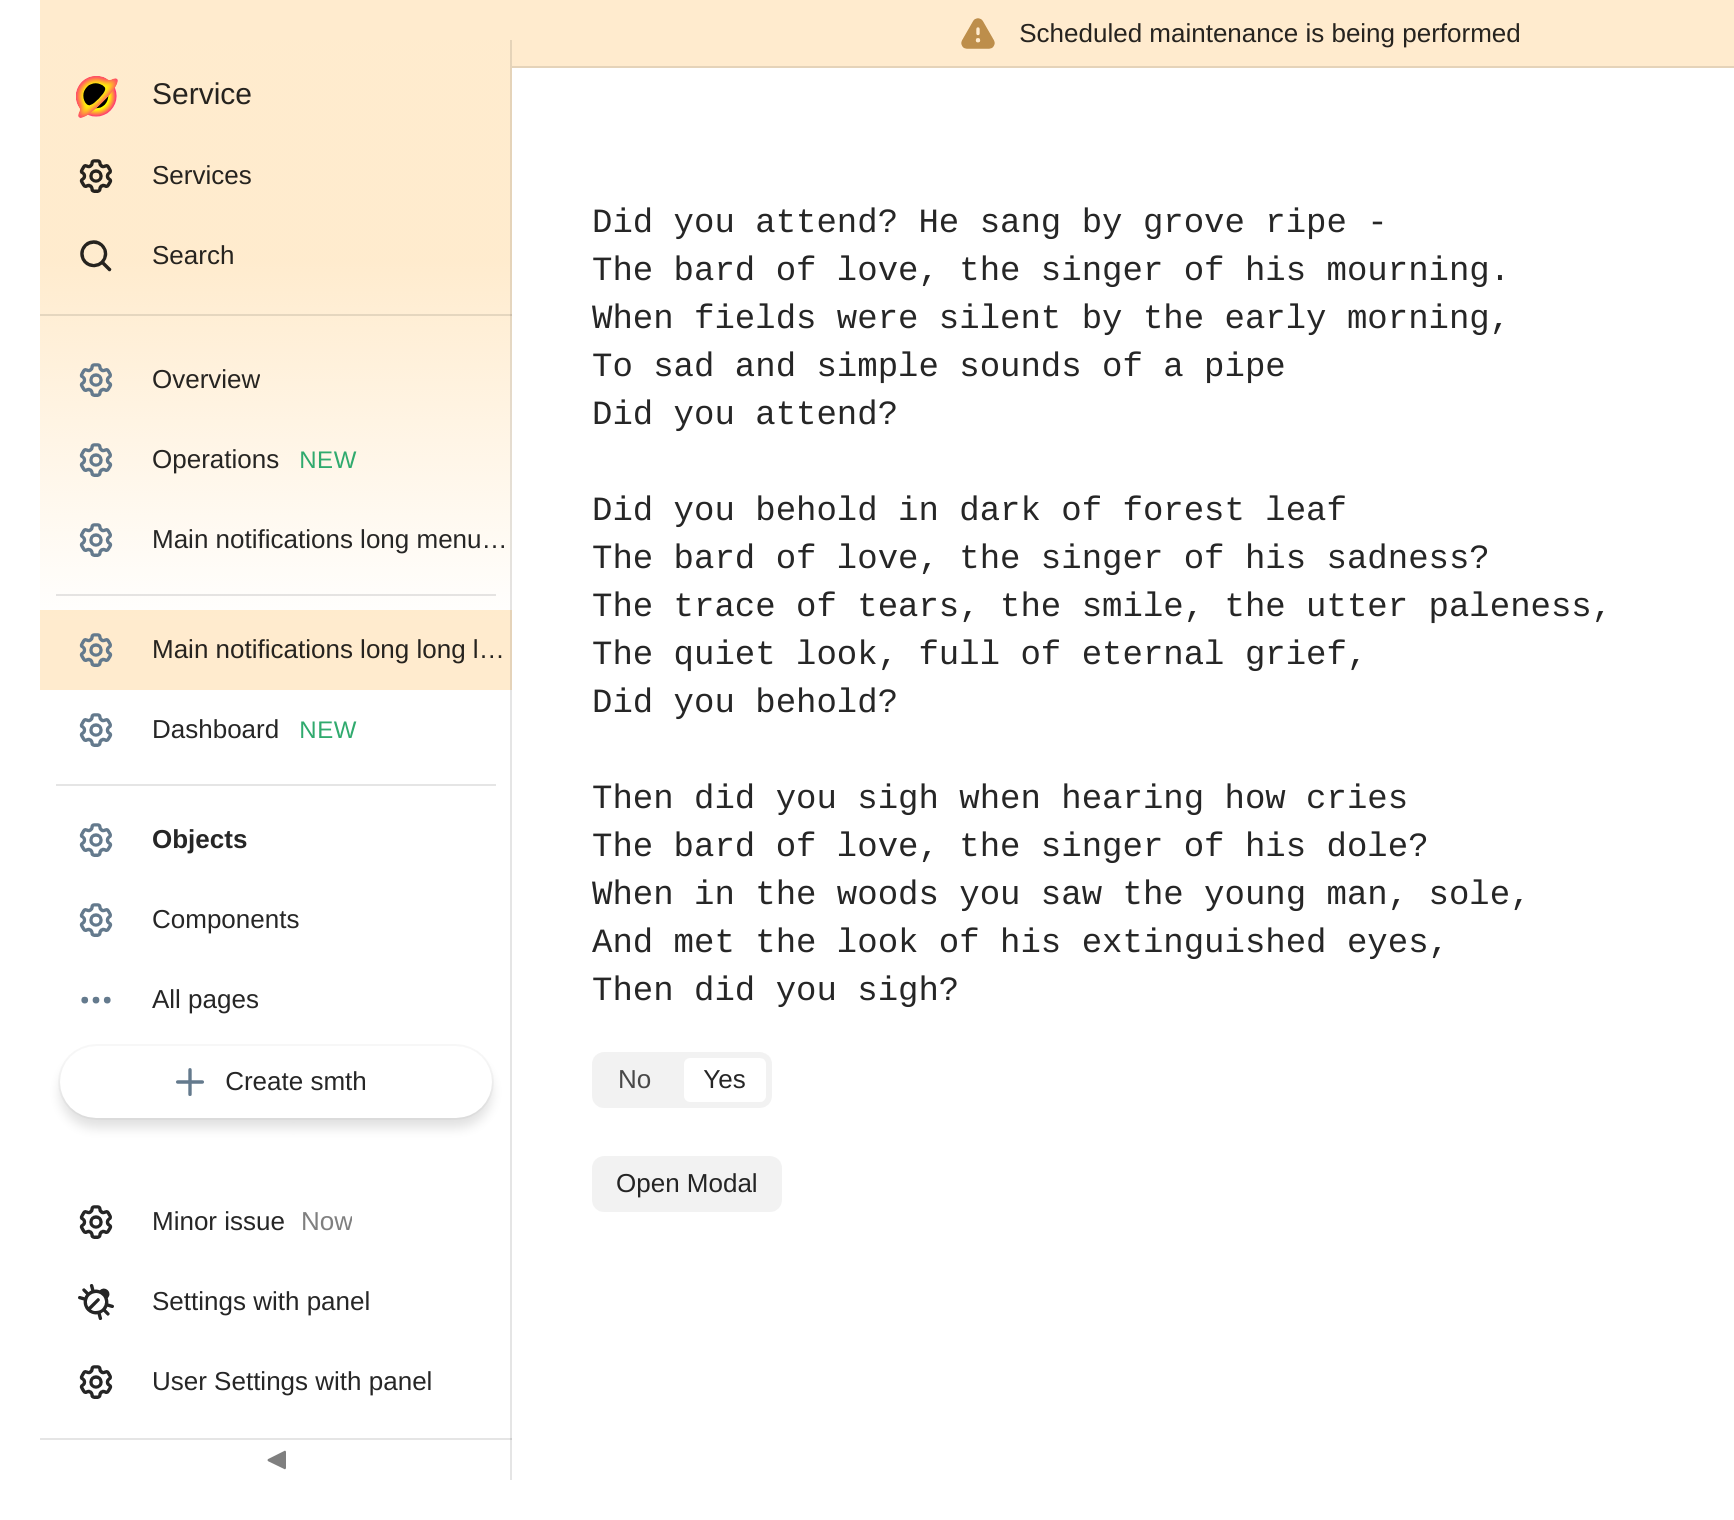 Scheduled maintenance is being performed
Service
Services
Search
Overview
Operations NEW
Main notifications long menu…
Main notifications long long l…
Dashboard NEW
Objects
Components
All pages
Create smth
Minor issue Now
Settings with panel
User Settings with panel
Did you attend? He sang by grove ripe -
The bard of love, the singer of his mourning.
When fields were silent by the early morning,
To sad and simple sounds of a pipe
Did you attend?
Did you behold in dark of forest leaf
The bard of love, the singer of his sadness?
The trace of tears, the smile, the utter paleness,
The quiet look, full of eternal grief,
Did you behold?
Then did you sigh when hearing how cries
The bard of love, the singer of his dole?
When in the woods you saw the young man, sole,
And met the look of his extinguished eyes,
Then did you sigh?
No Yes
Open Modal